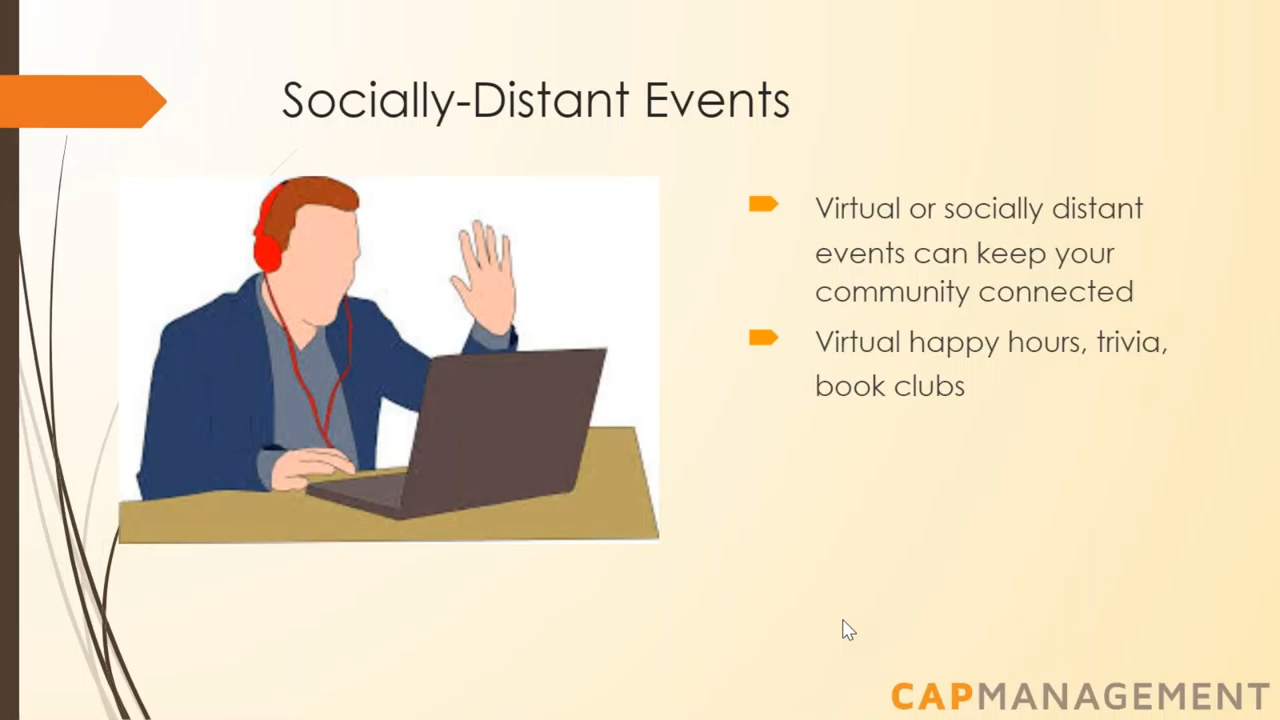 Socially-Distant Events
Virtual or socially distant
events can keep your
community connected
Virtual happy hours, trivia,
book clubs
CAPMANAGEMENT